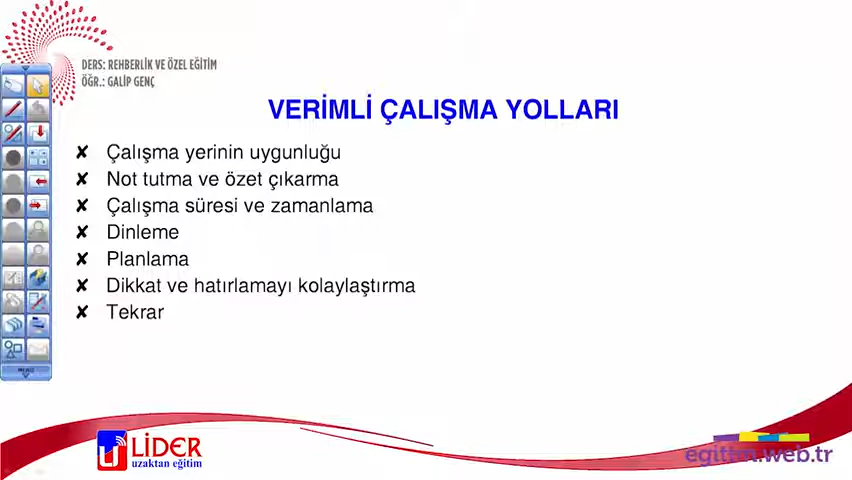 DERS: REHBERLİK VE ÖZEL EĞİTİM
ÖĞR.: GALİP GENÇ
VERİMLİ ÇALIŞMA YOLLARI
✘ Çalışma yerinin uygunluğu
✘ Not tutma ve özet çıkarma
✘ Çalışma süresi ve zamanlama
✘ Dinleme
✘ Planlama
✘ Dikkat ve hatırlamayı kolaylaştırma
✘ Tekrar
LİDER
uzaktan eğitim
egitim.web.tr